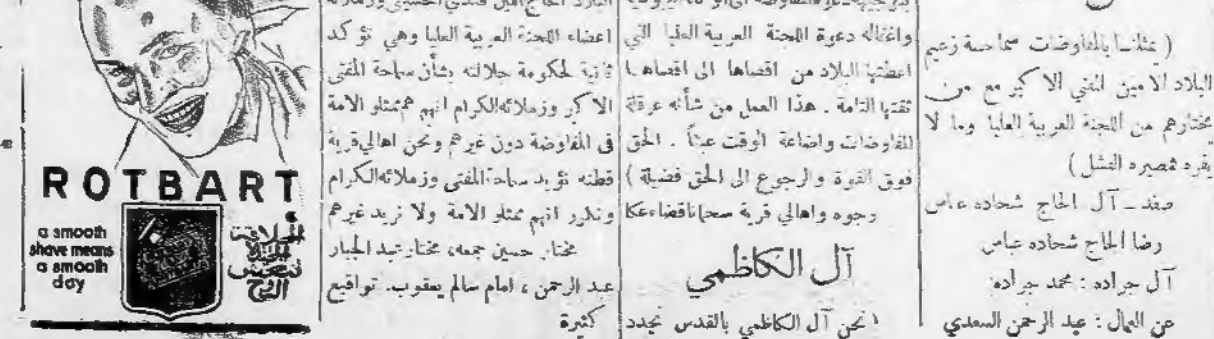 ( يمثلنا بالمفاوضات سماحة زعيم
البلاد الامين المفتي الاكبر مع من
يختارهم من اللجنة العربية العليا وما لا
يقره فمصيره الفشل )
صفد ـ آل الحاج شحاده عباس
رضا الحاج شحاده عباس
آل جراده : محمد جراده
عن العمال : عبد الرحمن السعدي
واغفاله دعوة اللجنة العربية العليا التي
اعطتها البلاد من اقصاها الى اقصاها
ثقتها التامة . هذا العمل من شأنه عرقلة
المفاوضات واضاعة الوقت عبثاً . الحق
فوق القوة والرجوع الى الحق فضيلة )
وجوه واهالي قرية سحماتا قضاء عكا
آل الكاظمي
نحن آل الكاظمي بالقدس نجدد
اعضاء اللجنة العربية العليا وهي تؤكد
ثانية لحكومة جلالته بشأن سماحة المفتي
الاكبر وزملائه الكرام انهم هم ممثلو الامة
في المفاوضة دون غيرهم ونحن اهالي قرية
قطنه نؤيد سماحة المفتي وزملائه الكرام
ونقرر انهم ممثلو الامة ولا نريد غيرهم
مختار حسين جمعه، مختار عبد الجبار
عبد الرحمن ، امام سالم يعقوب. تواقيع
كثيرة
ROTBART
a smooth
shave means
a smooth
day